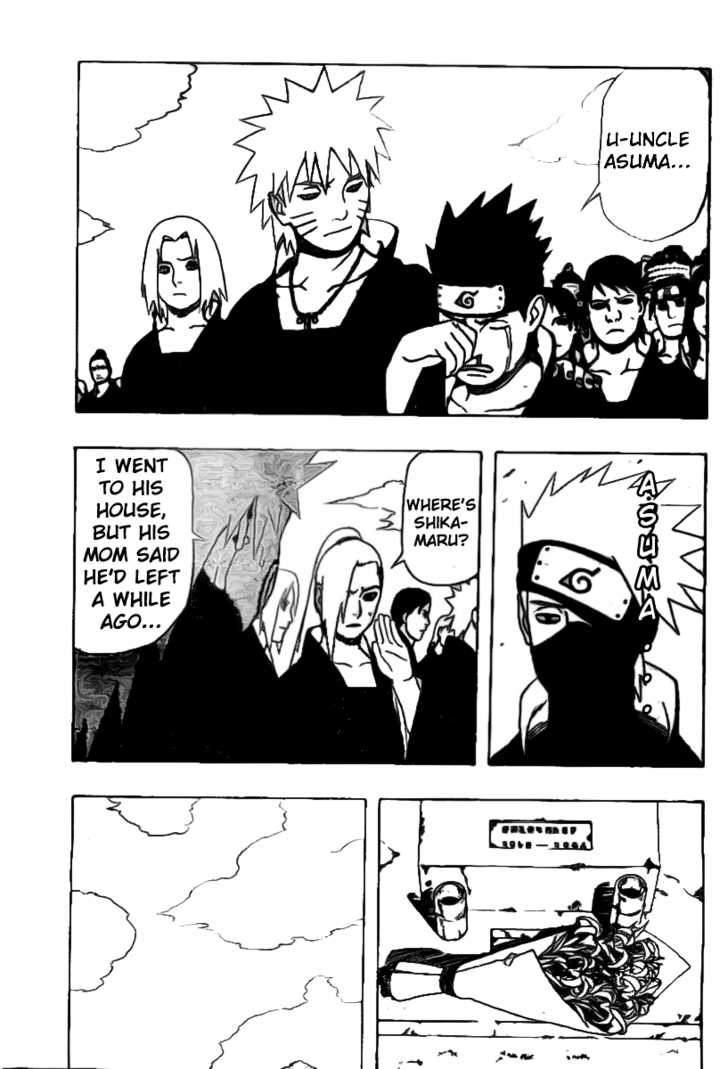 U-UNCLE
ASUMA...
ASUMA...
WHERE'S
SHIKA-
MARU?
I WENT
TO HIS
HOUSE,
BUT HIS
MOM SAID
HE'D LEFT
A WHILE
AGO...